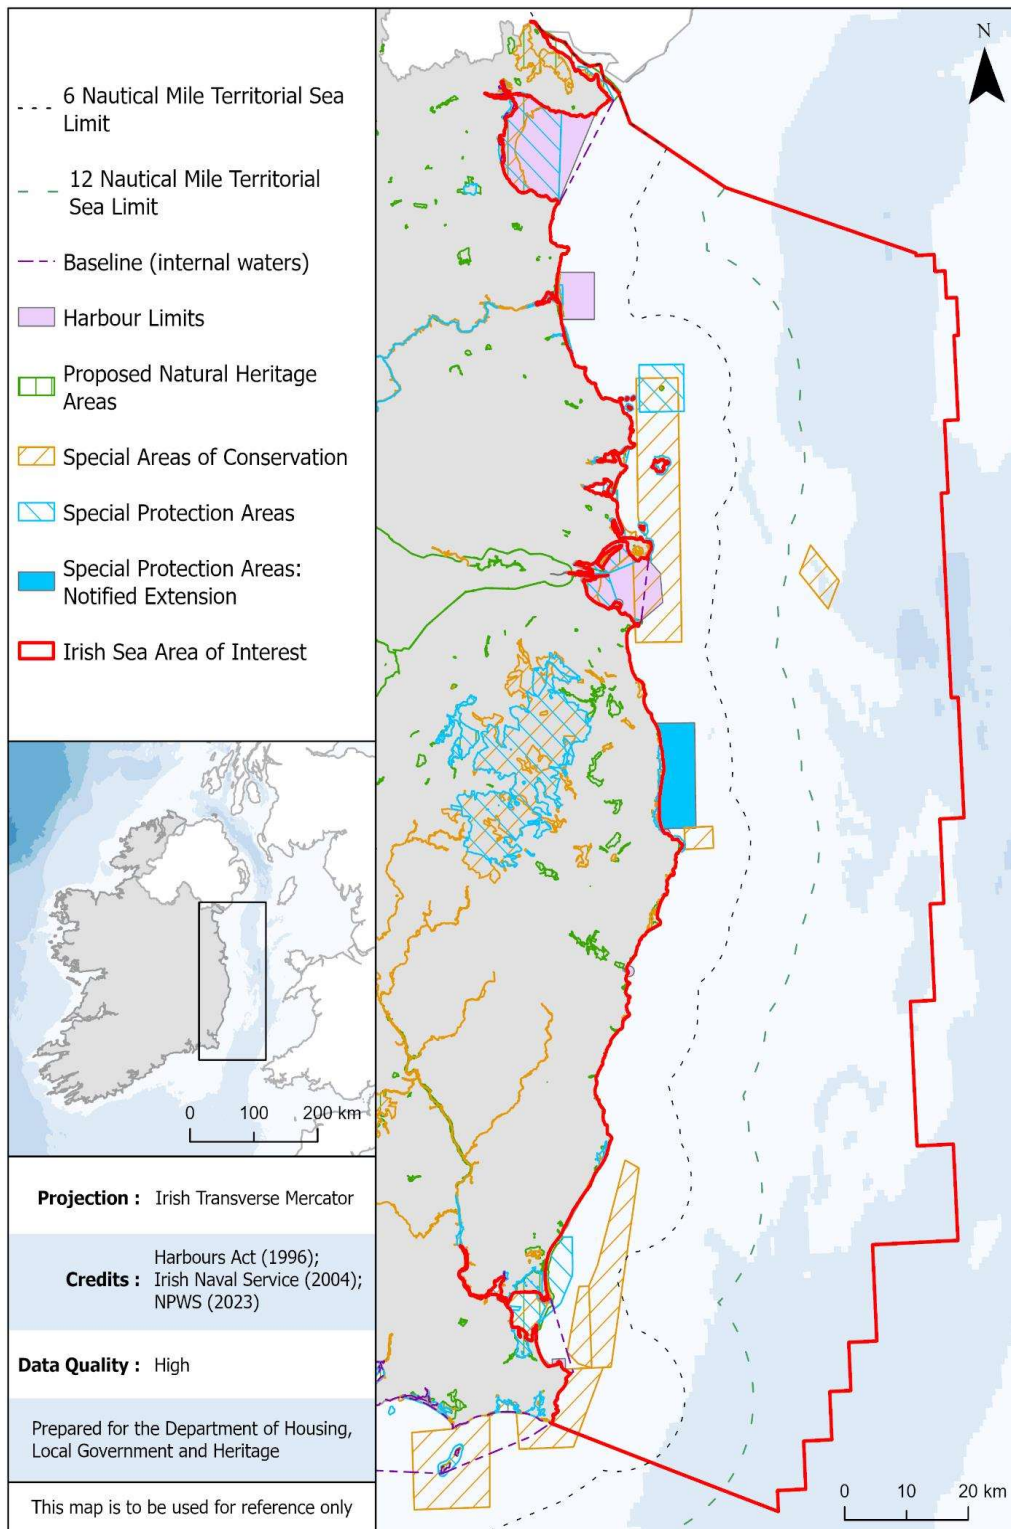 6 Nautical Mile Territorial Sea
Limit
12 Nautical Mile Territorial
Sea Limit
Baseline (internal waters)
Harbour Limits
Proposed Natural Heritage
Areas
Special Areas of Conservation
Special Protection Areas
Special Protection Areas:
Notified Extension
Irish Sea Area of Interest
0 100 200 km
Projection : Irish Transverse Mercator
Credits : Harbours Act (1996);
Irish Naval Service (2004);
NPWS (2023)
Data Quality : High
Prepared for the Department of Housing,
Local Government and Heritage
This map is to be used for reference only
N
0 10 20 km